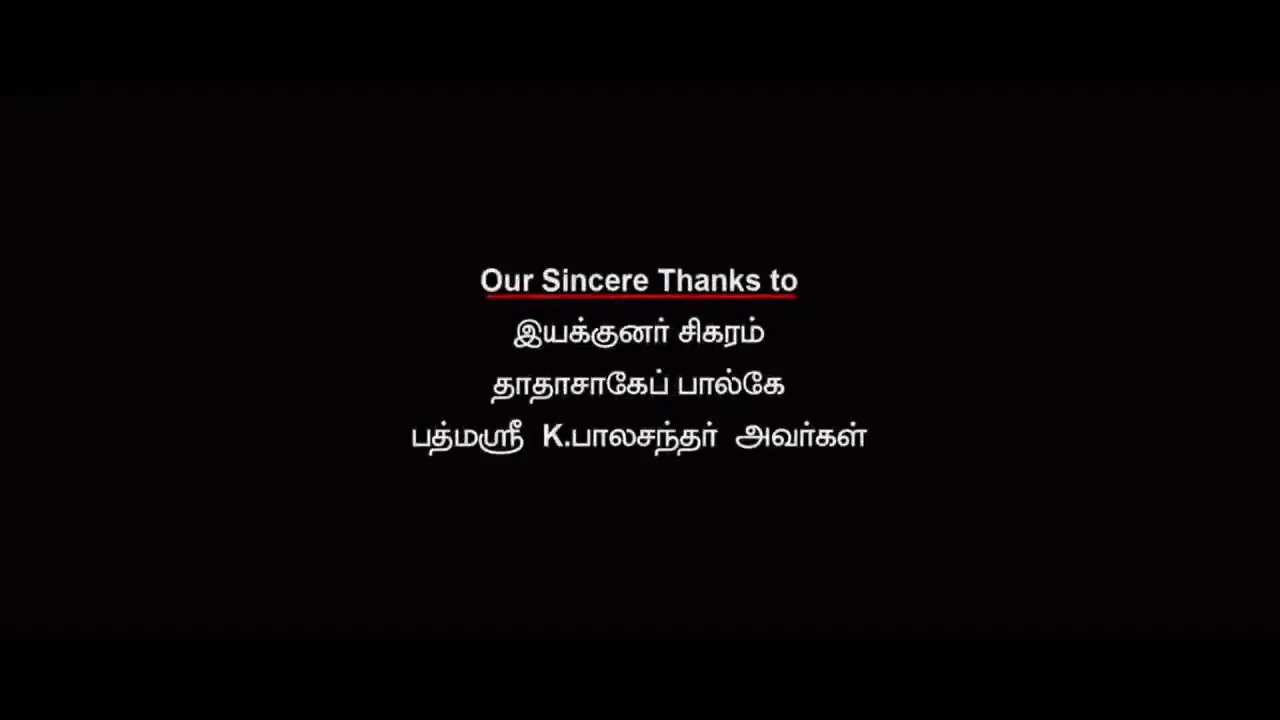 Our Sincere Thanks to
இயக்குனர் சிகரம்
தாதாசாகேப் பால்கே
பத்மஸ்ரீ K.பாலசந்தர் அவர்கள்